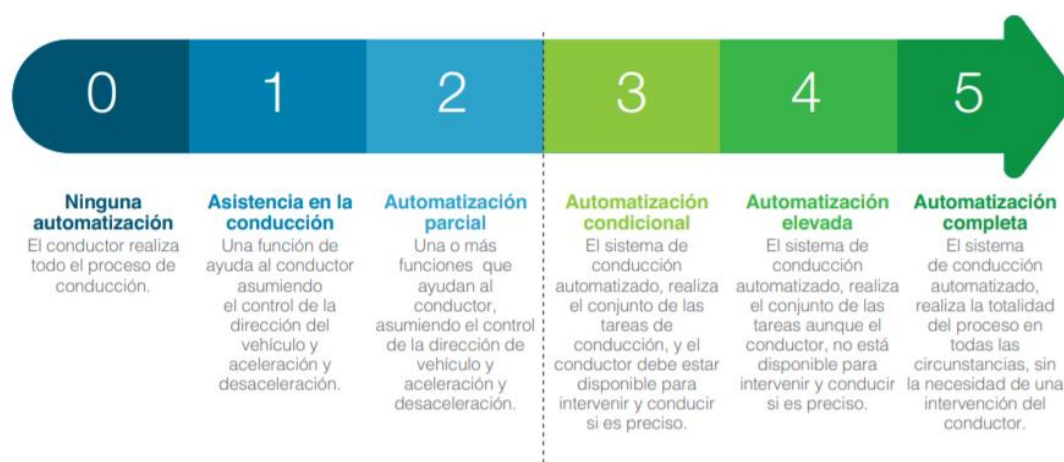 0
1
2
3
4
5
Ninguna
automatización
El conductor realiza
todo el proceso de
conducción.
Asistencia en la
conducción
Una función de
ayuda al conductor
asumiendo
el control de la
dirección del
vehículo y
aceleración y
desaceleración.
Automatización
parcial
Una o más
funciones que
ayudan al
conductor,
asumiendo el control
de la dirección de
vehículo y
aceleración y
desaceleración.
Automatización
condicional
El sistema de
conducción
automatizado, realiza
el conjunto de las
tareas de
conducción, y el
conductor debe estar
disponible para
intervenir y conducir
si es preciso.
Automatización
elevada
El sistema de
conducción
automatizado, realiza
el conjunto de las
tareas aunque el
conductor, no está
disponible para
intervenir y conducir
si es preciso.
Automatización
completa
El sistema
de conducción
automatizado,
realiza la totalidad
del proceso en
todas las
circunstancias, sin
la necesidad de una
intervención del
conductor.